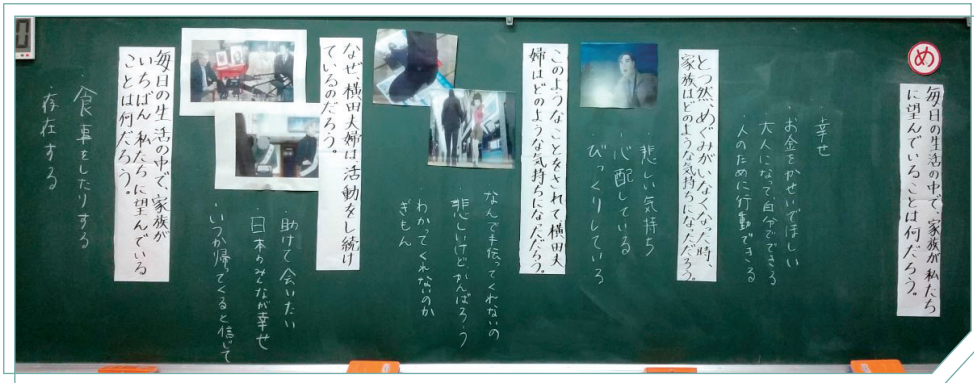 め
毎日の生活の中で、家族が私たち
に望んでいることは何だろう。
・幸せ
・お金をかせいでほしい
・大人になって自分でできる
・人のために行動できる
とつ然、めぐみがいなくなった時、
家族はどのような気持ちになっただろう。
・悲しい気持ち
心配している
びっくりしている
このようなことをされて横田夫
婦はどのような気持ちになただろう。
・なんで手伝ってくれないの
・悲しいけどがんばろう
・わかってくれないのか
ぎもん
なぜ、横田夫婦は活動をし続け
ているのだろう。
・助けて会いたい
・日本のみんなが幸せ
・いつか帰ってくると信じて
毎日の生活の中で、家族が
いちばん私たちに望んでいる
ことは何だろう。
・食事をしたりする
・存在する